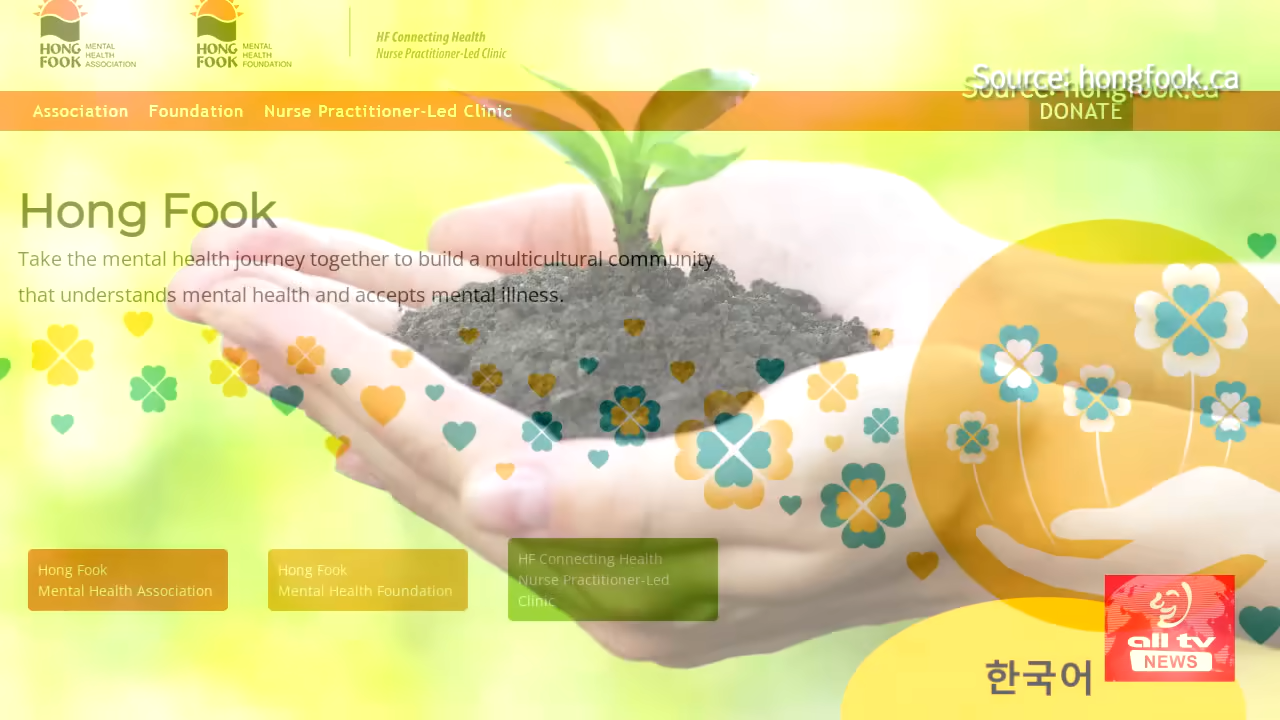 HONG FOOK MENTAL HEALTH ASSOCIATION
HONG FOOK MENTAL HEALTH FOUNDATION
HF Connecting Health
Nurse Practitioner-Led Clinic
Source: hongfook.ca
Source: hongfook.ca
Association Foundation Nurse Practitioner-Led Clinic DONATE
Hong Fook
Take the mental health journey together to build a multicultural community
that understands mental health and accepts mental illness.
Hong Fook
Mental Health Association
Hong Fook
Mental Health Foundation
HF Connecting Health
Nurse Practitioner-Led
Clinic
한국어
all tv
NEWS